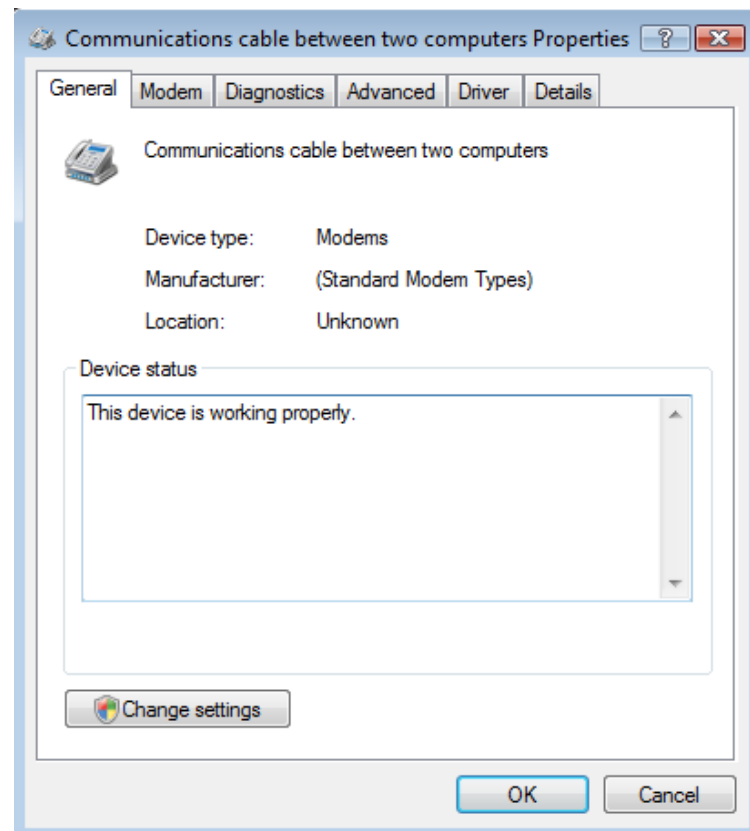 Communications cable between two computers Properties
General Modem Diagnostics Advanced Driver Details
Communications cable between two computers
Device type: Modems
Manufacturer: (Standard Modem Types)
Location: Unknown
Device status
This device is working properly.
Change settings
OK Cancel